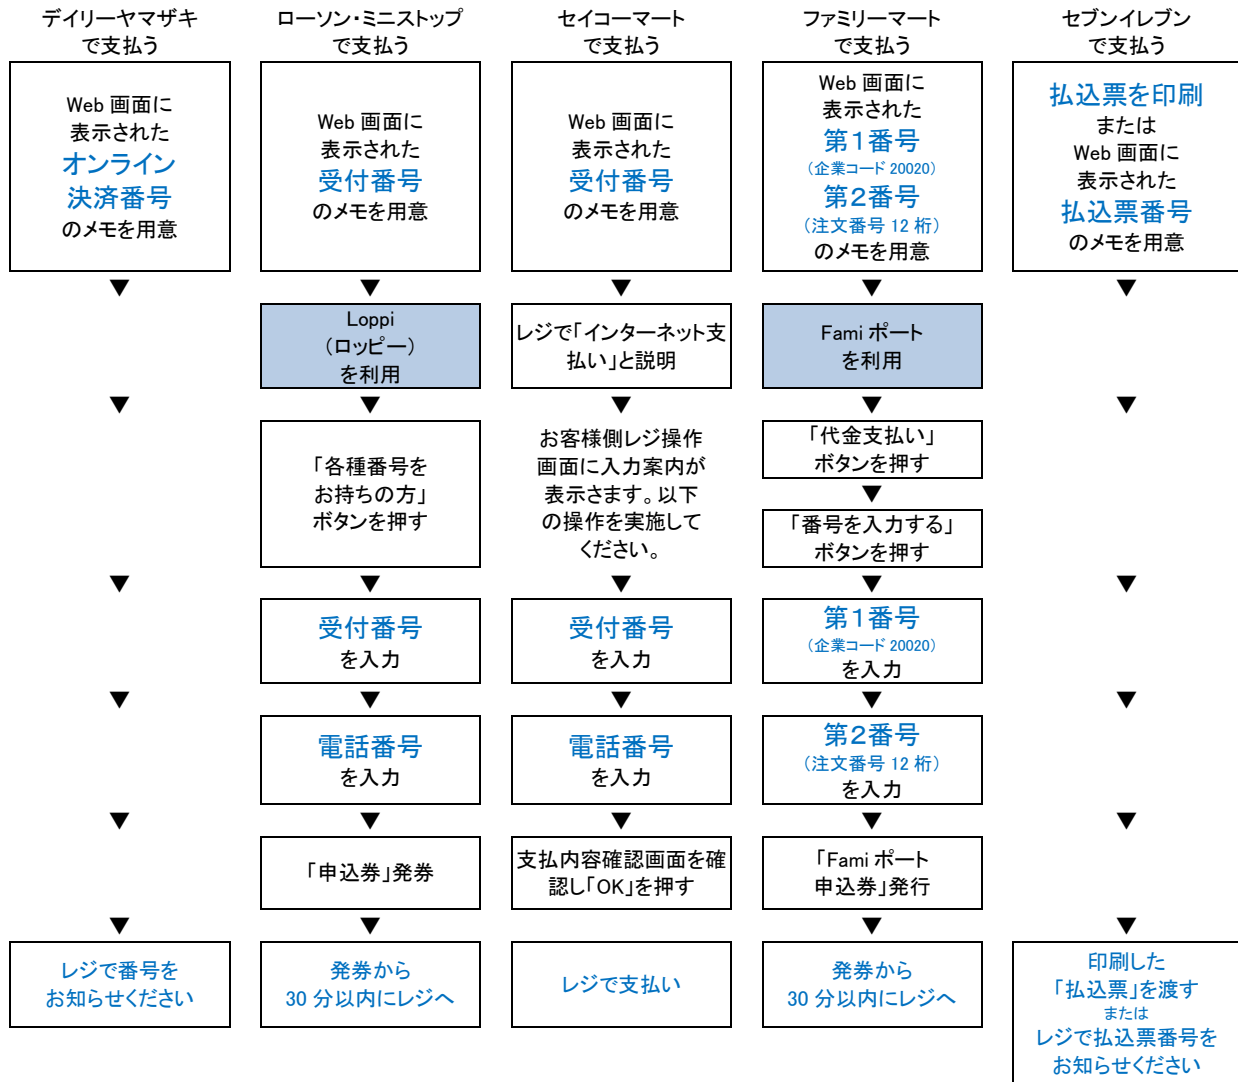 デイリーヤマザキ
で支払う
Web 画面に
表示された
オンライン
決済番号
のメモを用意
▼
▼
▼
▼
▼
▼
レジで番号を
お知らせください
ローソン・ミニストップ
で支払う
Web 画面に
表示された
受付番号
のメモを用意
▼
Loppi
（ロッピー）
を利用
▼
「各種番号を
お持ちの方」
ボタンを押す
▼
受付番号
を入力
▼
電話番号
を入力
▼
「申込券」発券
▼
発券から
30 分以内にレジへ
セイコーマート
で支払う
Web 画面に
表示された
受付番号
のメモを用意
▼
レジで「インターネット支
払い」と説明
▼
お客様側レジ操作
画面に入力案内が
表示さます。以下
の操作を実施して
ください。
▼
受付番号
を入力
▼
電話番号
を入力
▼
支払内容確認画面を確
認し「OK」を押す
▼
レジで支払い
ファミリーマート
で支払う
Web 画面に
表示された
第１番号
（企業コード 20020）
第２番号
（注文番号 12 桁）
のメモを用意
▼
Fami ポート
を利用
▼
「代金支払い」
ボタンを押す
▼
「番号を入力する」
ボタンを押す
▼
第１番号
（企業コード 20020）
を入力
▼
第２番号
（注文番号 12 桁）
を入力
▼
「Fami ポート
申込券」発行
▼
発券から
30 分以内にレジへ
セブンイレブン
で支払う
払込票を印刷
または
Web 画面に
表示された
払込票番号
のメモを用意
▼
▼
▼
▼
▼
▼
印刷した
「払込票」を渡す
または
レジで払込票番号を
お知らせください